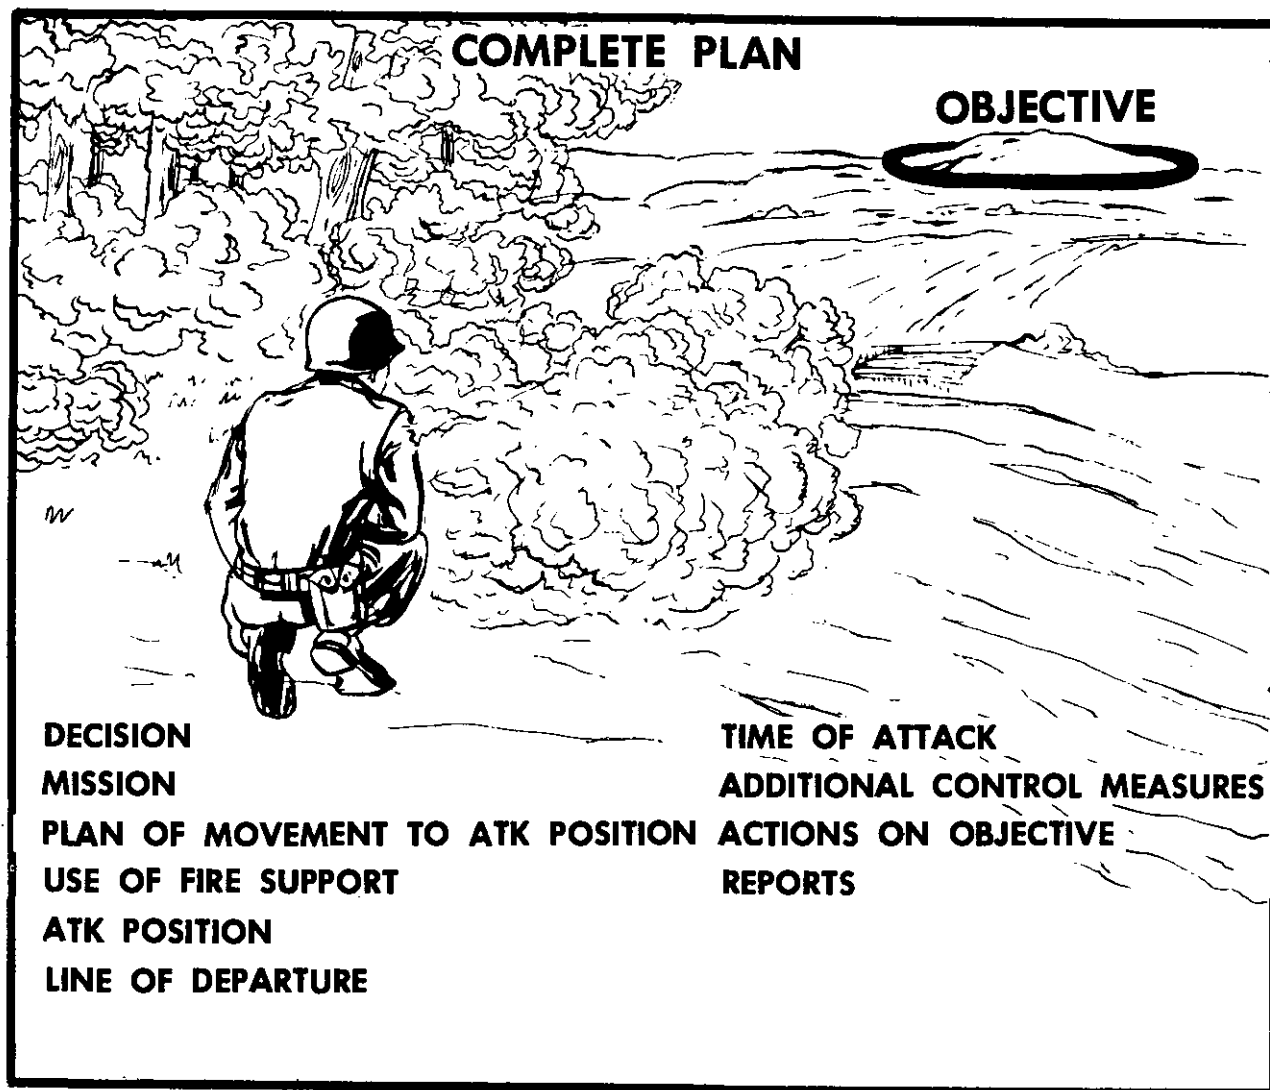 COMPLETE PLAN
OBJECTIVE
DECISION
MISSION
PLAN OF MOVEMENT TO ATK POSITION
USE OF FIRE SUPPORT
ATK POSITION
LINE OF DEPARTURE
TIME OF ATTACK
ADDITIONAL CONTROL MEASURES
ACTIONS ON OBJECTIVE
REPORTS